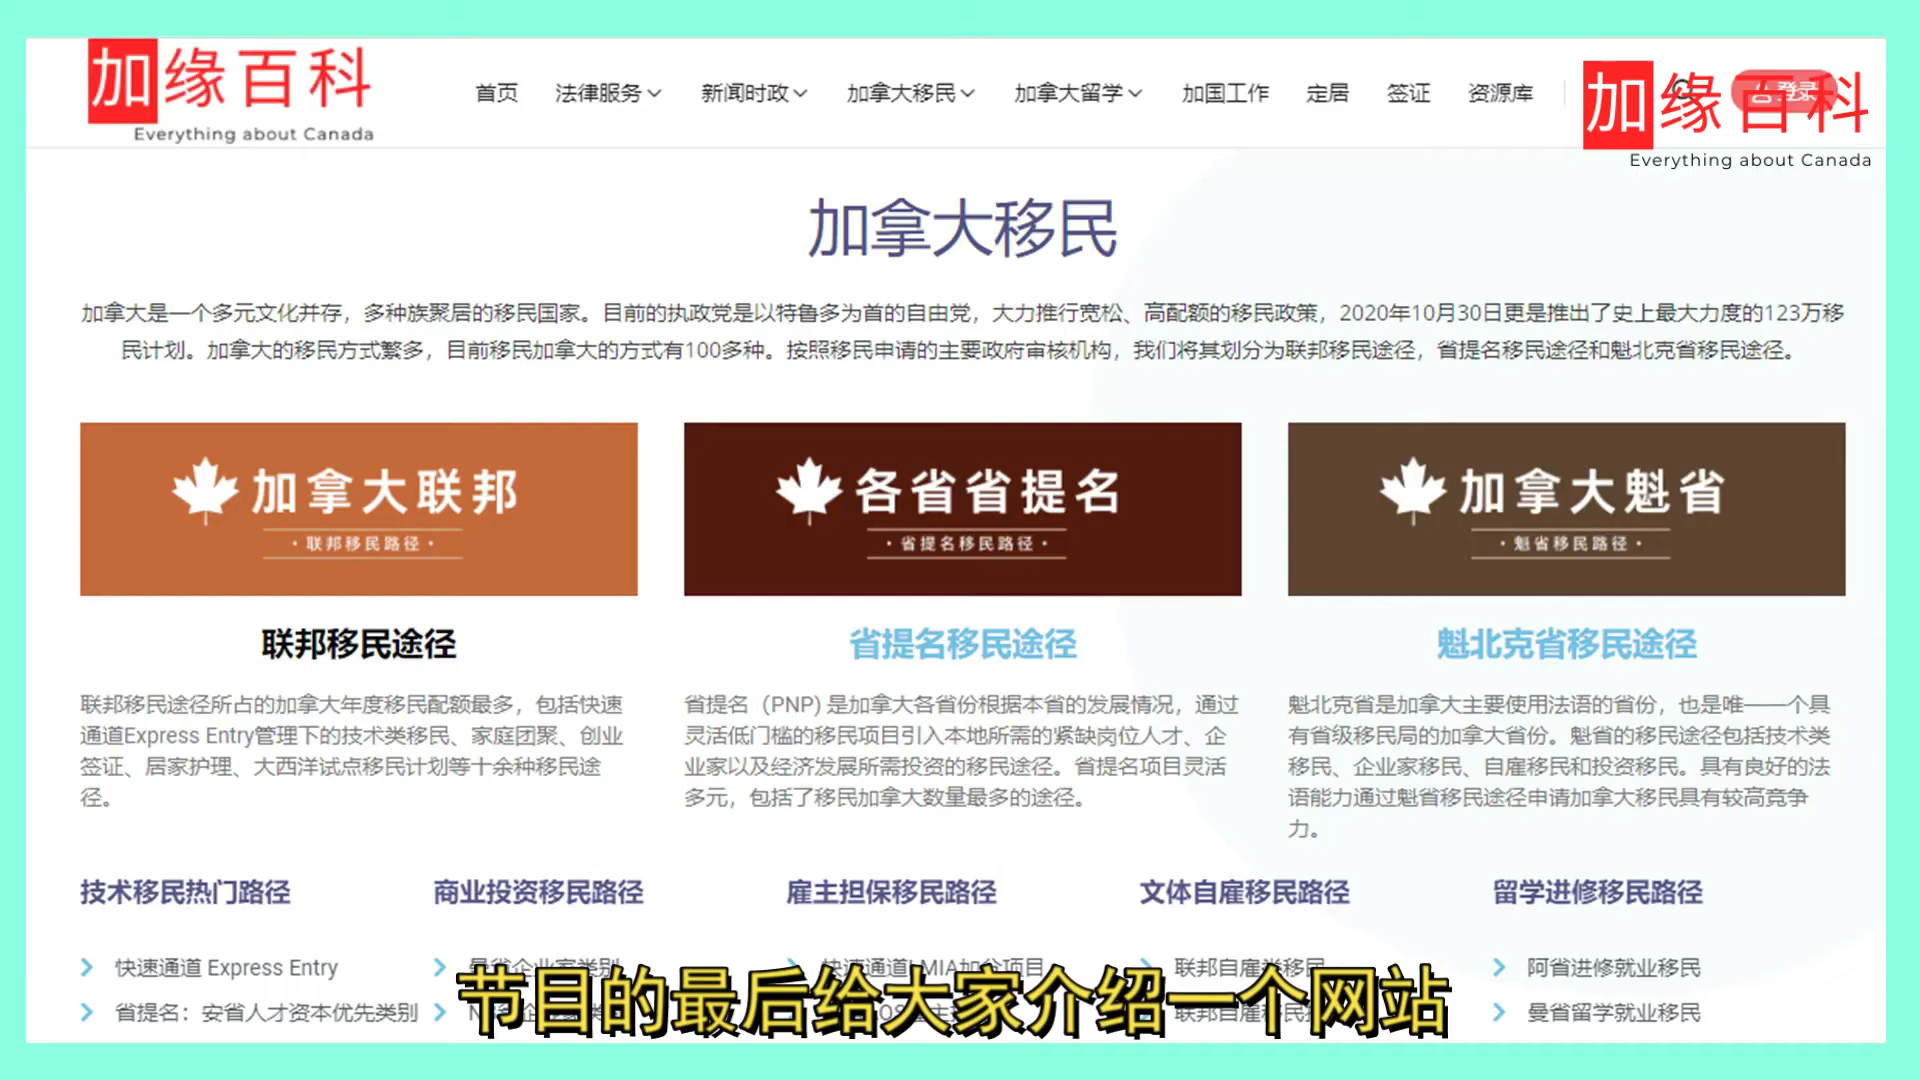 加缘百科
Everything about Canada
首页 法律服务 新闻时政 加拿大移民 加拿大留学 加国工作 定居 签证 资源库
登录
加缘百科
Everything about Canada
加拿大移民
加拿大是一个多元文化并存，多种族聚居的移民国家。目前的执政党是以特鲁多为首的自由党，大力推行宽松、高配额的移民政策，2020年10月30日更是推出了史上最大力度的123万移
民计划。加拿大的移民方式繁多，目前移民加拿大的方式有100多种。按照移民申请的主要政府审核机构，我们将其划分为联邦移民途径，省提名移民途径和魁北克省移民途径。
加拿大联邦
·联邦移民路径·
各省省提名
·省提名移民路径·
加拿大魁省
·魁省移民路径·
联邦移民途径
联邦移民途径所占的加拿大年度移民配额最多，包括快速
通道Express Entry管理下的技术类移民、家庭团聚、创业
签证、居家护理、大西洋试点移民计划等十余种移民途
径。
省提名移民途径
省提名（PNP) 是加拿大各省份根据本省的发展情况，通过
灵活低门槛的移民项目引入本地所需的紧缺岗位人才、企
业家以及经济发展所需投资的移民途径。省提名项目灵活
多元，包括了移民加拿大数量最多的途径。
魁北克省移民途径
魁北克省是加拿大主要使用法语的省份，也是唯一一个具
有省级移民局的加拿大省份。魁省的移民途径包括技术类
移民、企业家移民、自雇移民和投资移民。具有良好的法
语能力通过魁省移民途径申请加拿大移民具有较高竞争
力。
技术移民热门路径
快速通道 Express Entry
省提名：安省人才资本优先类别
商业投资移民路径
曼省企业家类别
雇主担保移民路径
快速通道LMIA加分项目
文体自雇移民路径
联邦自雇类移民
联邦自雇移民
留学进修移民路径
阿省进修就业移民
曼省留学就业移民
节目的最后给大家介绍一个网站